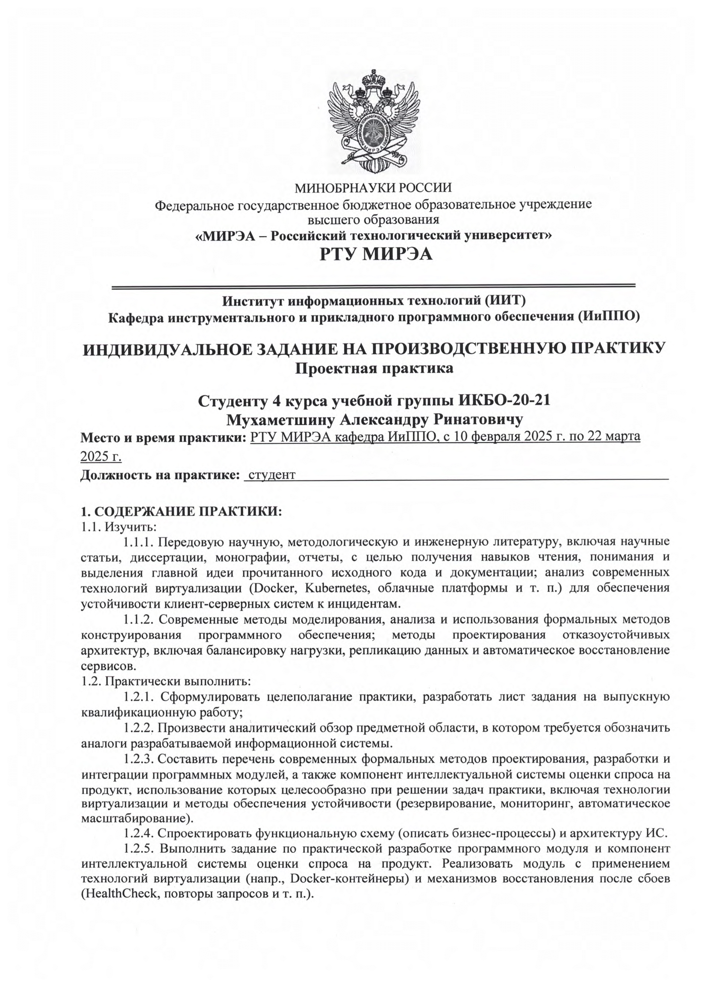 МИРЭА
МИНОБРНАУКИ РОССИИ
Федеральное государственное бюджетное образовательное учреждение
высшего образования
«МИРЭА – Российский технологический университет»
РТУ МИРЭА
Институт информационных технологий (ИИТ)
Кафедра инструментального и прикладного программного обеспечения (ИиППО)
ИНДИВИДУАЛЬНОЕ ЗАДАНИЕ НА ПРОИЗВОДСТВЕННУЮ ПРАКТИКУ
Проектная практика
Студенту 4 курса учебной группы ИКБО-20-21
Мухаметшину Александру Ринатовичу
Место и время практики: РТУ МИРЭА кафедра ИиППО, с 10 февраля 2025 г. по 22 марта
2025 г.
Должность на практике: студент
1. СОДЕРЖАНИЕ ПРАКТИКИ:
1.1. Изучить:
1.1.1. Передовую научную, методологическую и инженерную литературу, включая научные
статьи, диссертации, монографии, отчеты, с целью получения навыков чтения, понимания и
выделения главной идеи прочитанного исходного кода и документации; анализ современных
технологий виртуализации (Docker, Kubernetes, облачные платформы и т. п.) для обеспечения
устойчивости клиент-серверных систем к инцидентам.
1.1.2. Современные методы моделирования, анализа и использования формальных методов
конструирования программного обеспечения; методы проектирования отказоустойчивых
архитектур, включая балансировку нагрузки, репликацию данных и автоматическое восстановление
сервисов.
1.2. Практически выполнить:
1.2.1. Сформулировать целеполагание практики, разработать лист задания на выпускную
квалификационную работу;
1.2.2. Произвести аналитический обзор предметной области, в котором требуется обозначить
аналоги разрабатываемой информационной системы.
1.2.3. Составить перечень современных формальных методов проектирования, разработки и
интеграции программных модулей, а также компонент интеллектуальной системы оценки спроса на
продукт, использование которых целесообразно при решении задач практики, включая технологии
виртуализации и методы обеспечения устойчивости (резервирование, мониторинг, автоматическое
масштабирование).
1.2.4. Спроектировать функциональную схему (описать бизнес-процессы) и архитектуру ИС.
1.2.5. Выполнить задание по практической разработке программного модуля и компонент
интеллектуальной системы оценки спроса на продукт. Реализовать модуль с применением
технологий виртуализации (напр., Docker-контейнеры) и механизмов восстановления после сбоев
(HealthCheck, повторы запросов и т. п.).